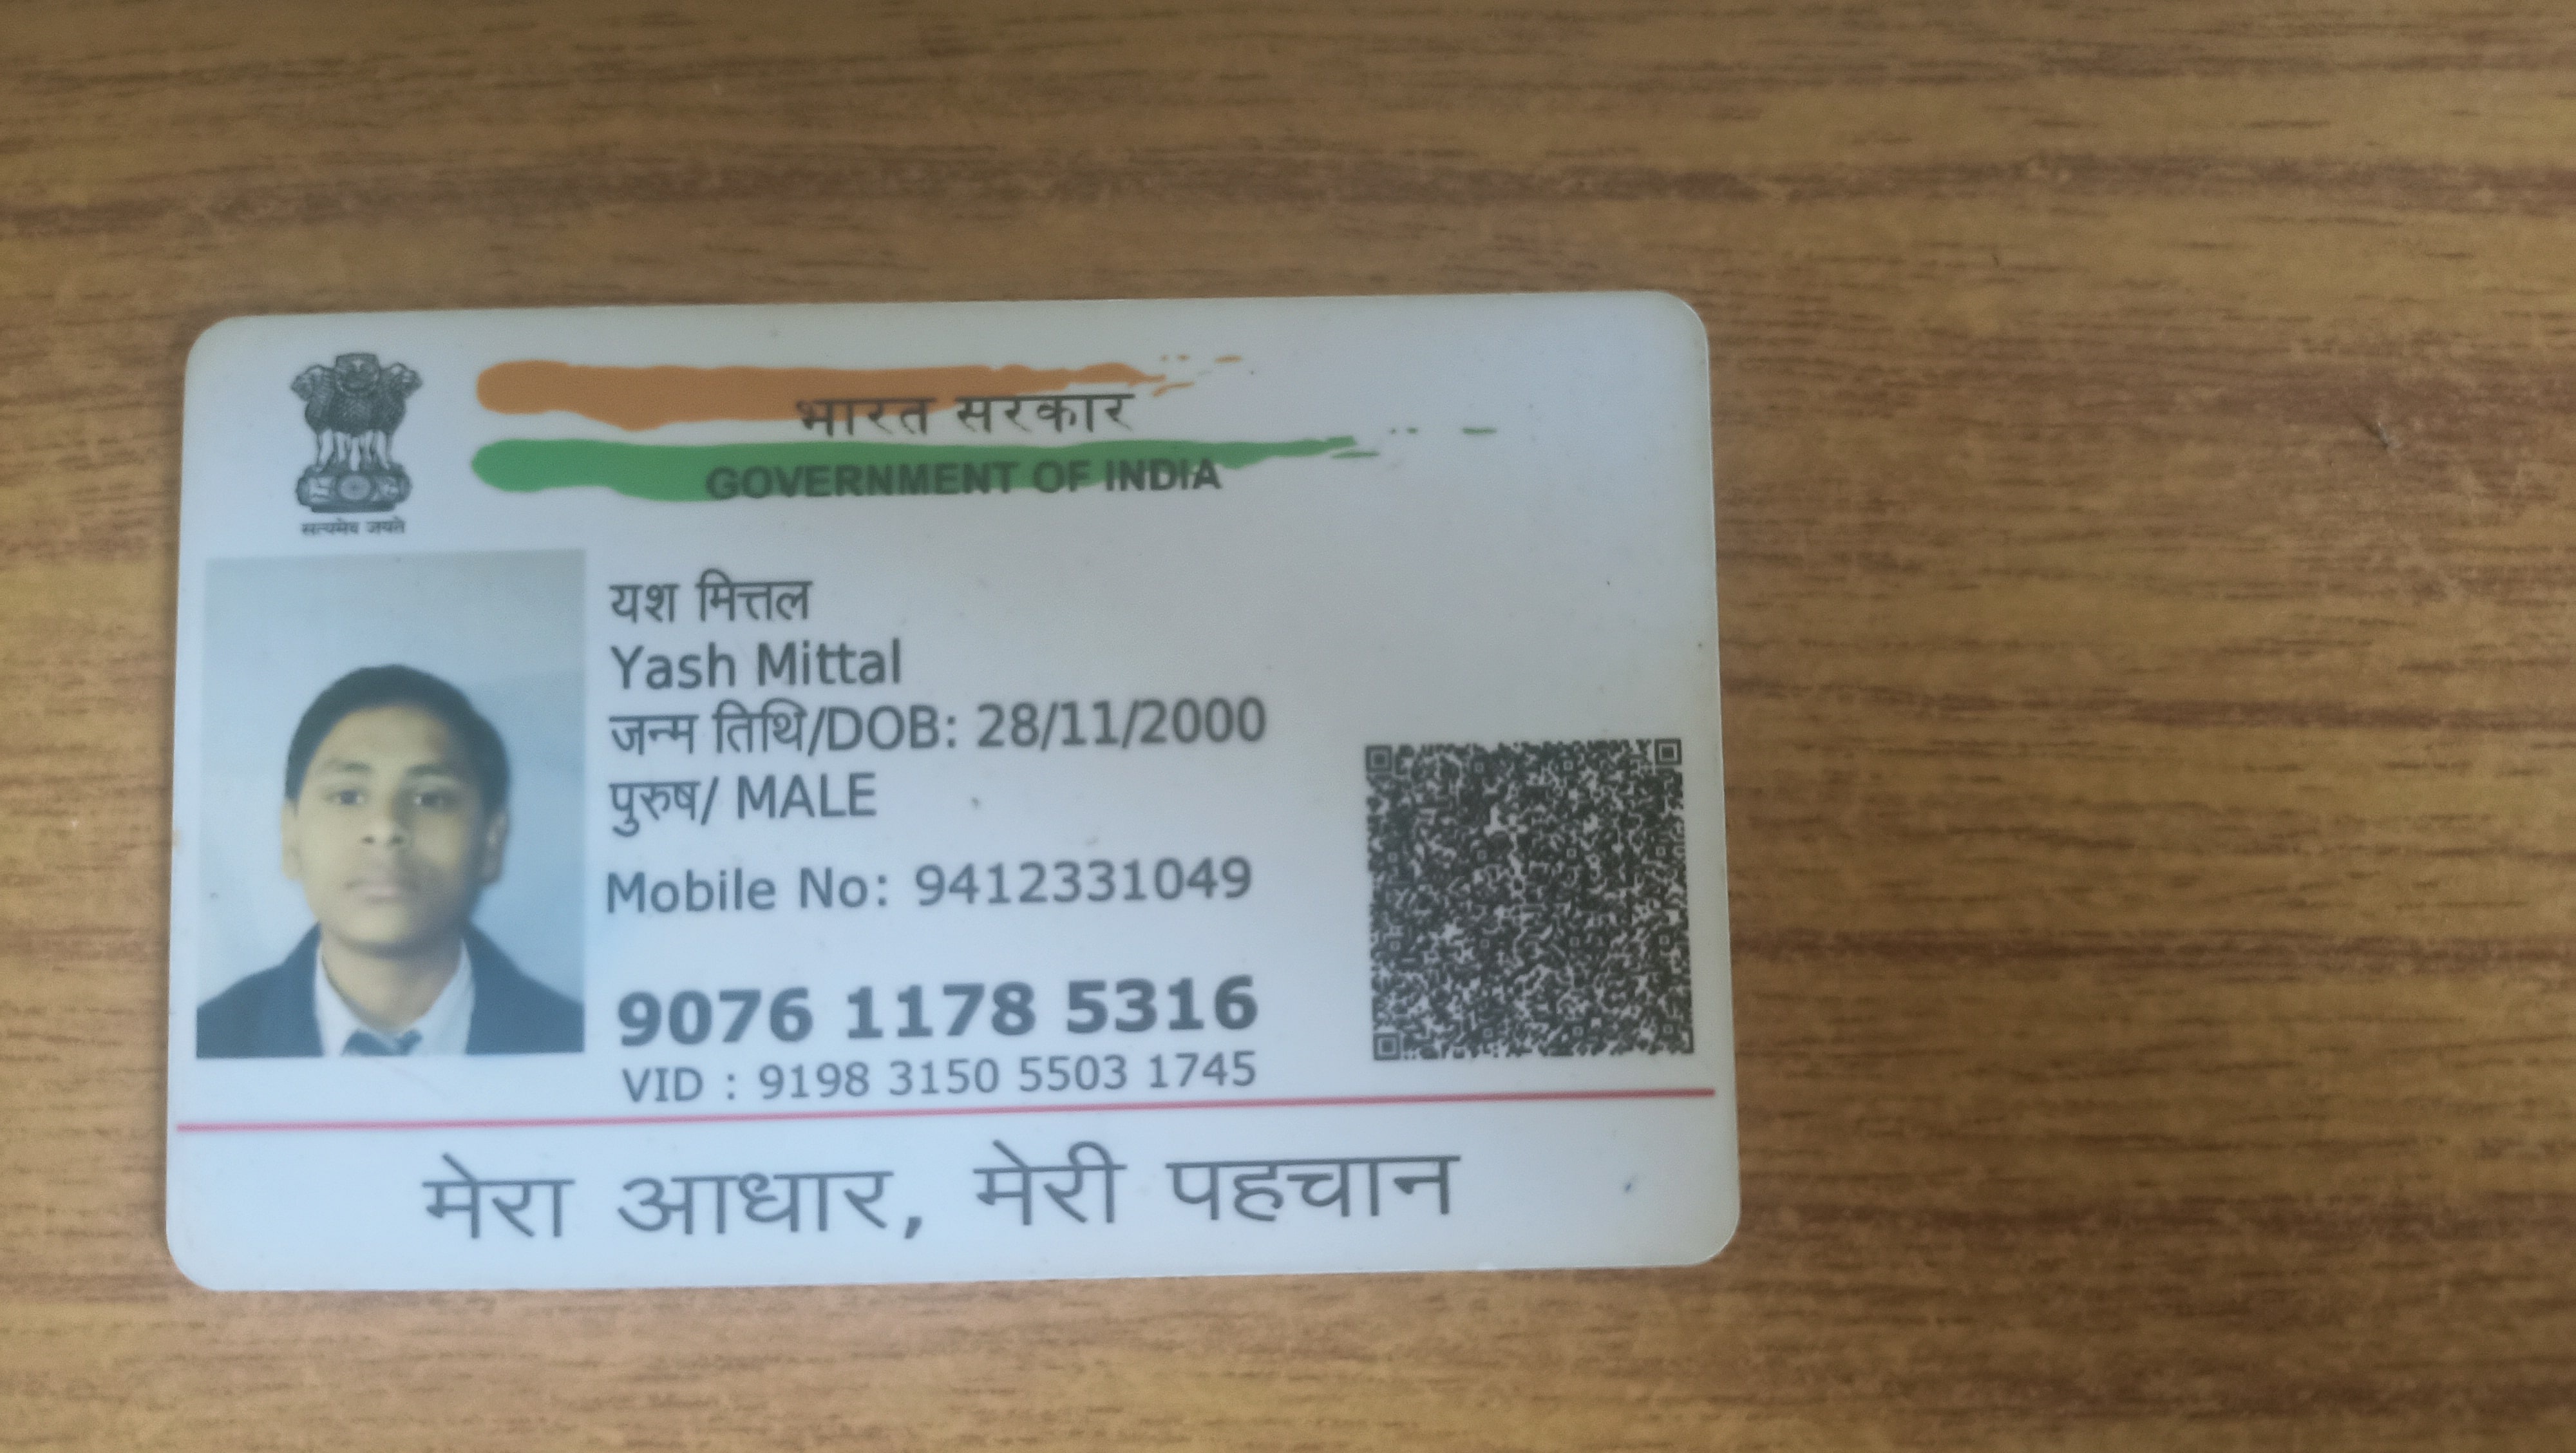 भारत सरकार
GOVERNMENT OF INDIA
सत्यमेव जयते
यश मित्तल
Yash Mittal
जन्म तिथि/DOB: 28/11/2000
पुरुष/ MALE
Mobile No: 9412331049
9076 1178 5316
VID : 9198 3150 5503 1745
मेरा आधार, मेरी पहचान